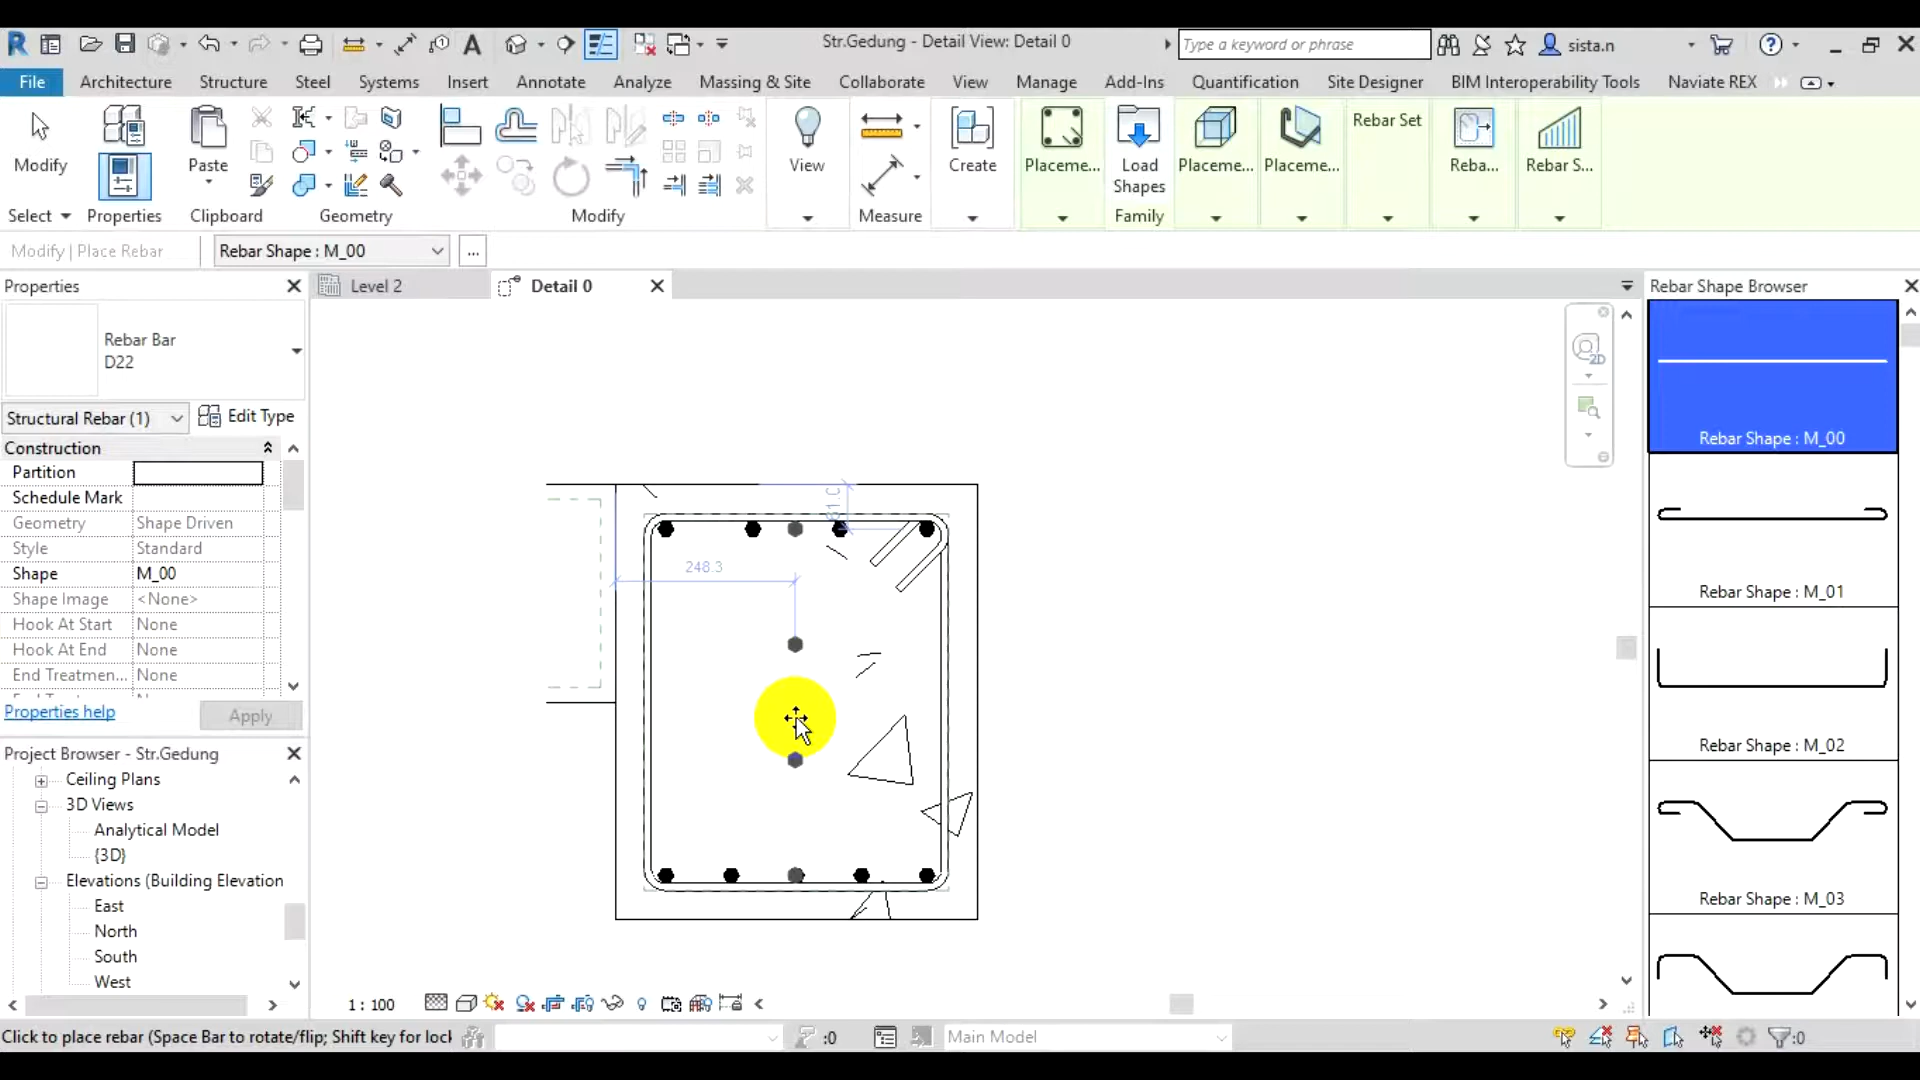 Str.Gedung - Detail View: Detail 0
Type a keyword or phrase
sista.n
File Architecture Structure Steel Systems Insert Annotate Analyze Massing & Site Collaborate View Manage Add-Ins Quantification Site Designer BIM Interoperability Tools Naviate REX
Modify
Paste
View
Create
Placeme...
Load Shapes
Placeme...
Placeme...
Rebar Set
Reba...
Rebar S...
Select Properties Clipboard Geometry Modify Measure Family
Modify | Place Rebar
Rebar Shape : M_00
...
Properties
Level 2
Detail 0
Rebar Shape Browser
Rebar Bar
D22
Structural Rebar (1)
Edit Type
Construction
Partition
Schedule Mark
Geometry Shape Driven
Style Standard
Shape M_00
Shape Image <None>
Hook At Start None
Hook At End None
End Treatmen... None
Properties help
Apply
Project Browser - Str.Gedung
Ceiling Plans
3D Views
Analytical Model
{3D}
Elevations (Building Elevation
East
North
South
West
248.3
2D
Rebar Shape : M_00
Rebar Shape : M_01
Rebar Shape : M_02
Rebar Shape : M_03
1 : 100
Click to place rebar (Space Bar to rotate/flip; Shift key for lock
:0
Main Model
:0